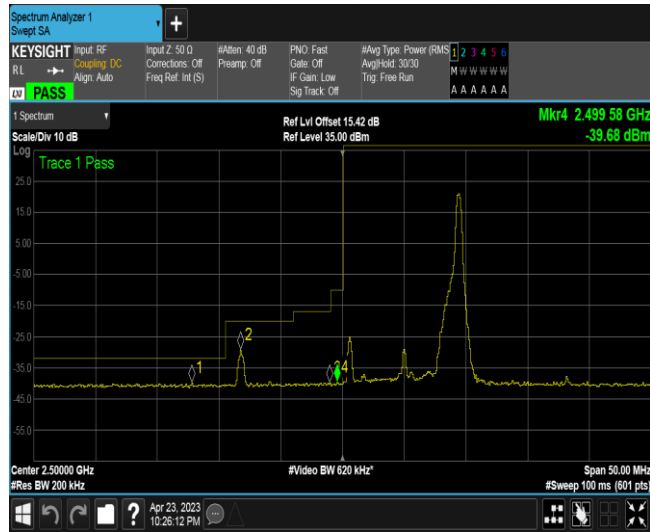 Spectrum Analyzer 1
Swept SA
KEYSIGHT
RL
LXI PASS
Input: RF
Coupling: DC
Align: Auto
Input Z: 50 Ω
Corrections: Off
Freq Ref: Int (S)
#Atten: 40 dB
Preamp: Off
PNO: Fast
Gate: Off
IF Gain: Low
Sig Track: Off
#Avg Type: Power (RMS
Avg|Hold: 30/30
Trig: Free Run
1 2 3 4 5 6
M W W W W W
A A A A A A
1 Spectrum
Scale/Div 10 dB
Ref Lvl Offset 15.42 dB
Ref Level 35.00 dBm
Mkr4 2.499 58 GHz
-39.68 dBm
Log
Trace 1 Pass
25.0
15.0
5.00
-5.00
-15.0
-25.0
-35.0
-45.0
-55.0
1
2
4
Center 2.50000 GHz
#Res BW 200 kHz
#Video BW 620 kHz*
Span 50.00 MHz
#Sweep 100 ms (601 pts)
?
Apr 23, 2023
10:26:12 PM